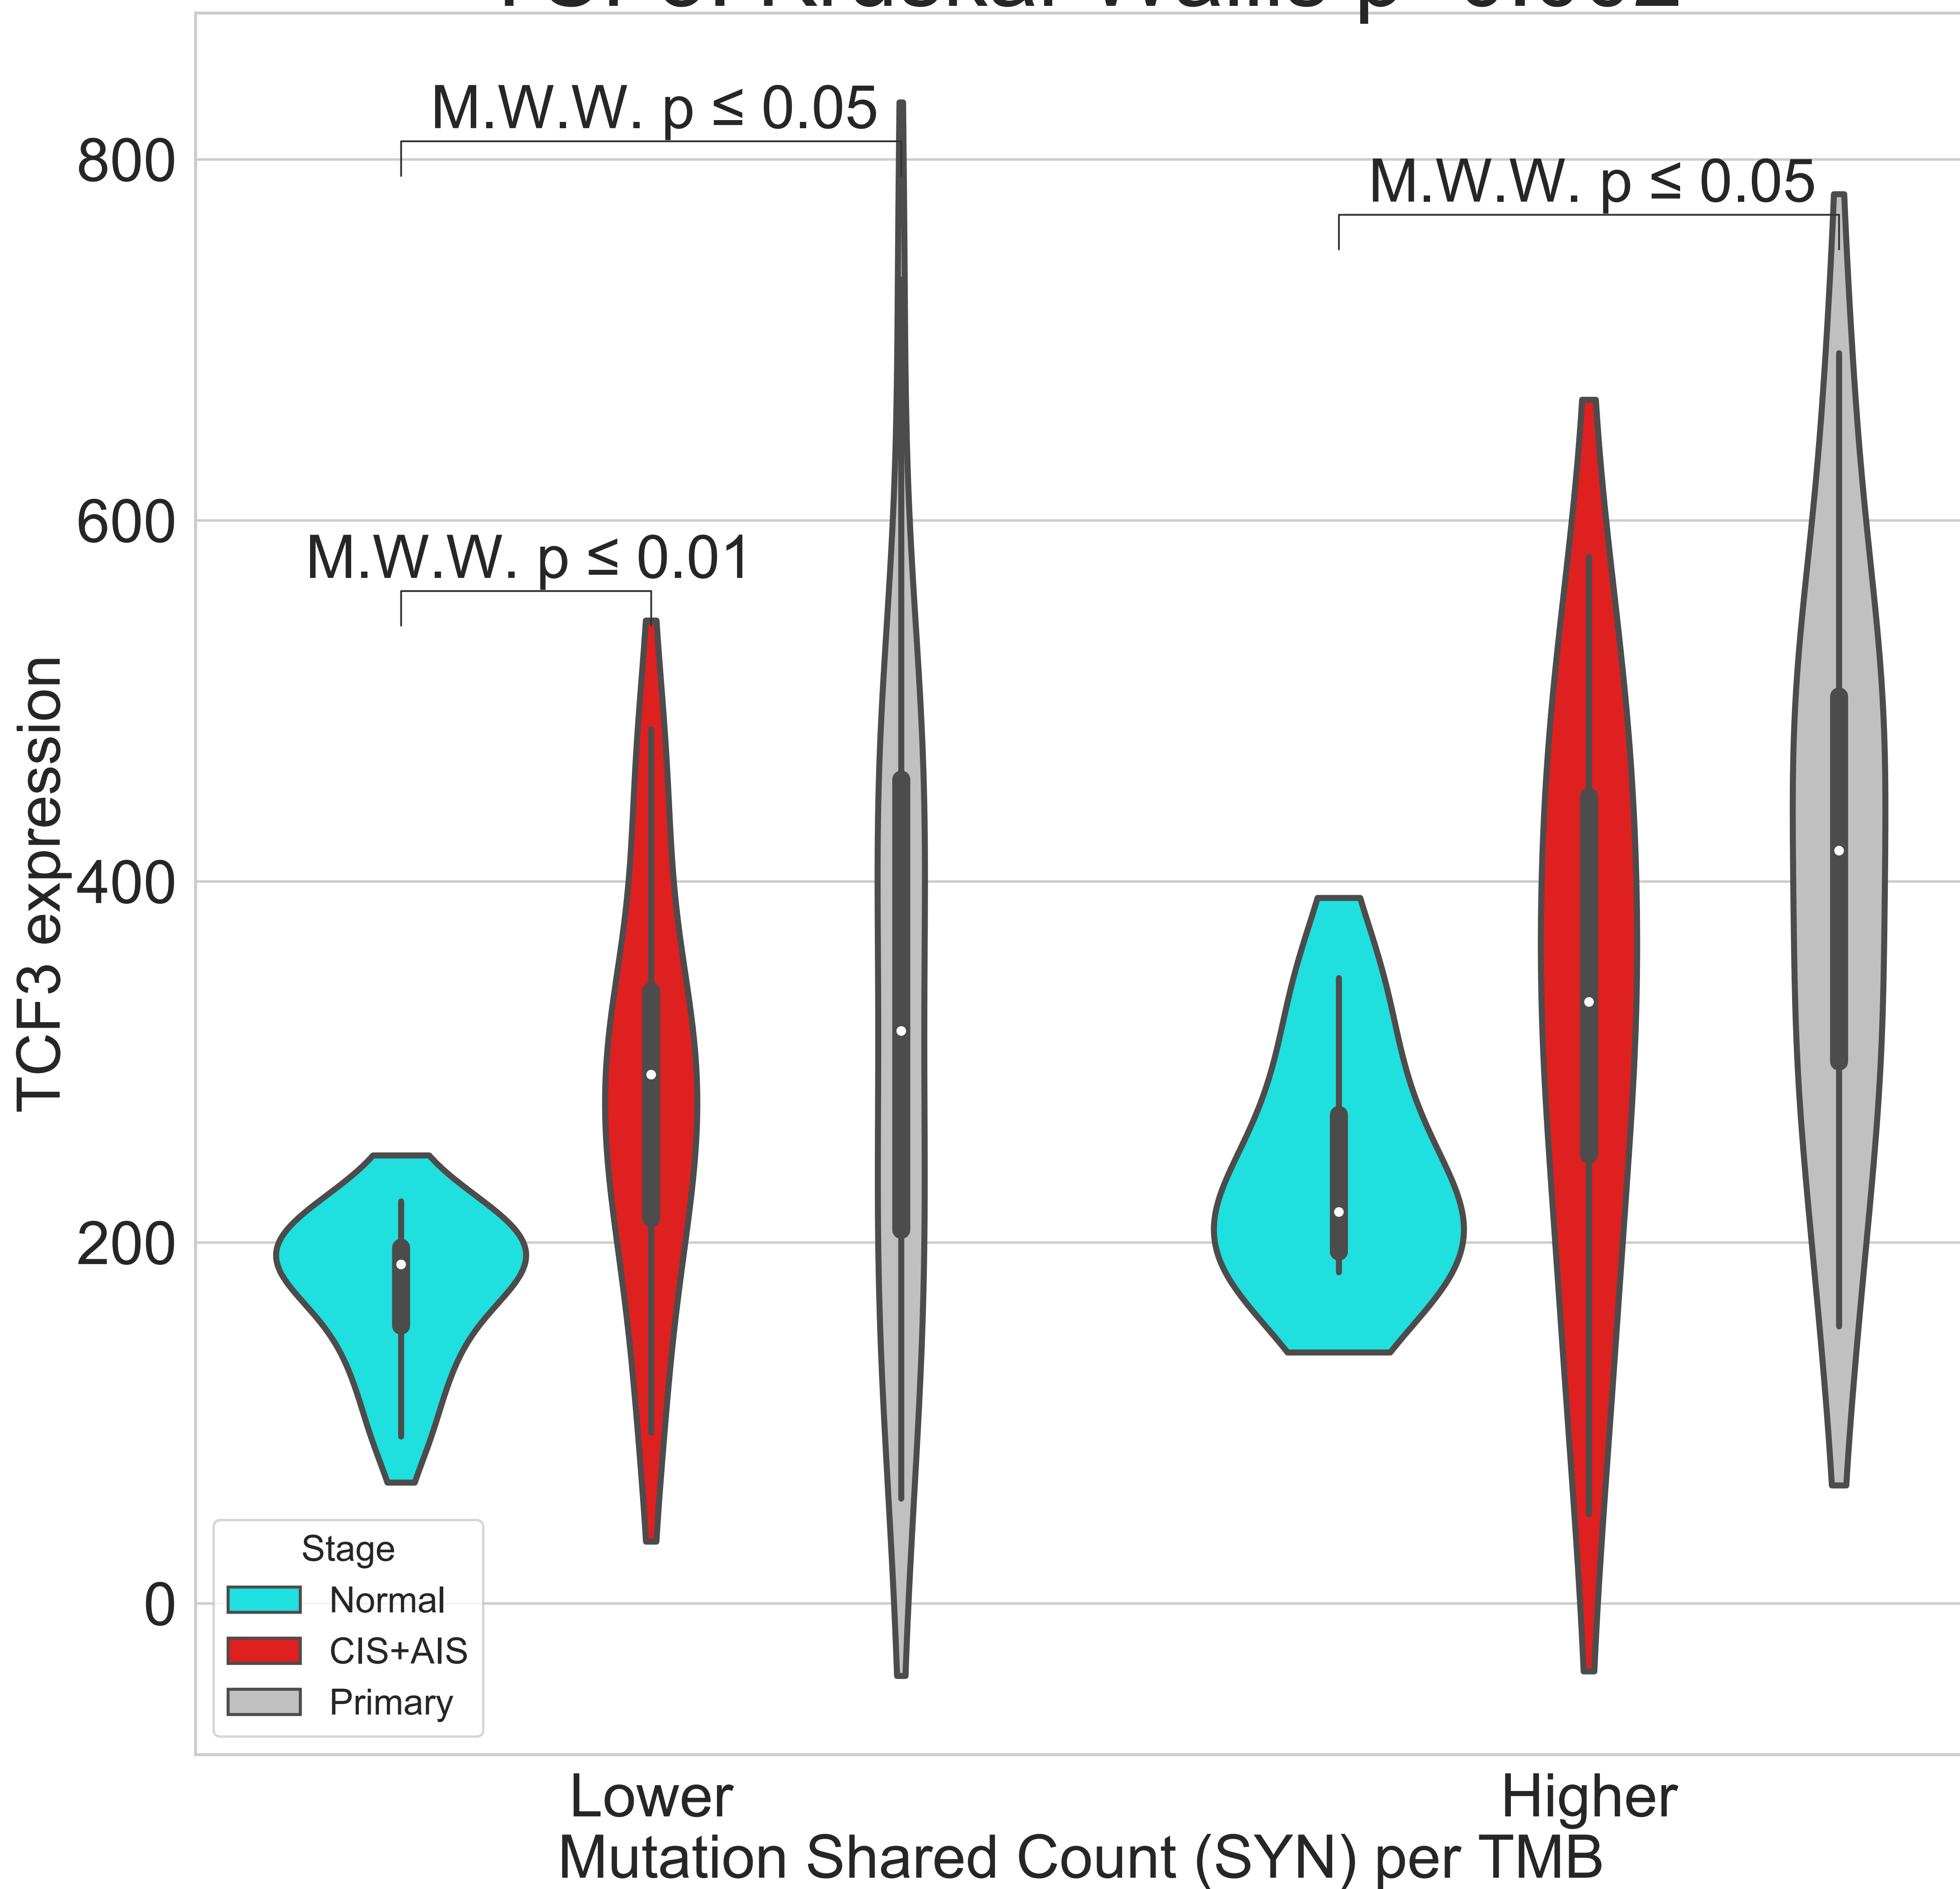 M.W.W. p ≤ 0.05
800
M.W.W. p ≤ 0.05
600
M.W.W. p ≤ 0.01
TCF3 expression
400
200
0
Stage
Normal
CIS+AIS
Primary
Lower
Higher
Mutation Shared Count (SYN) per TMB